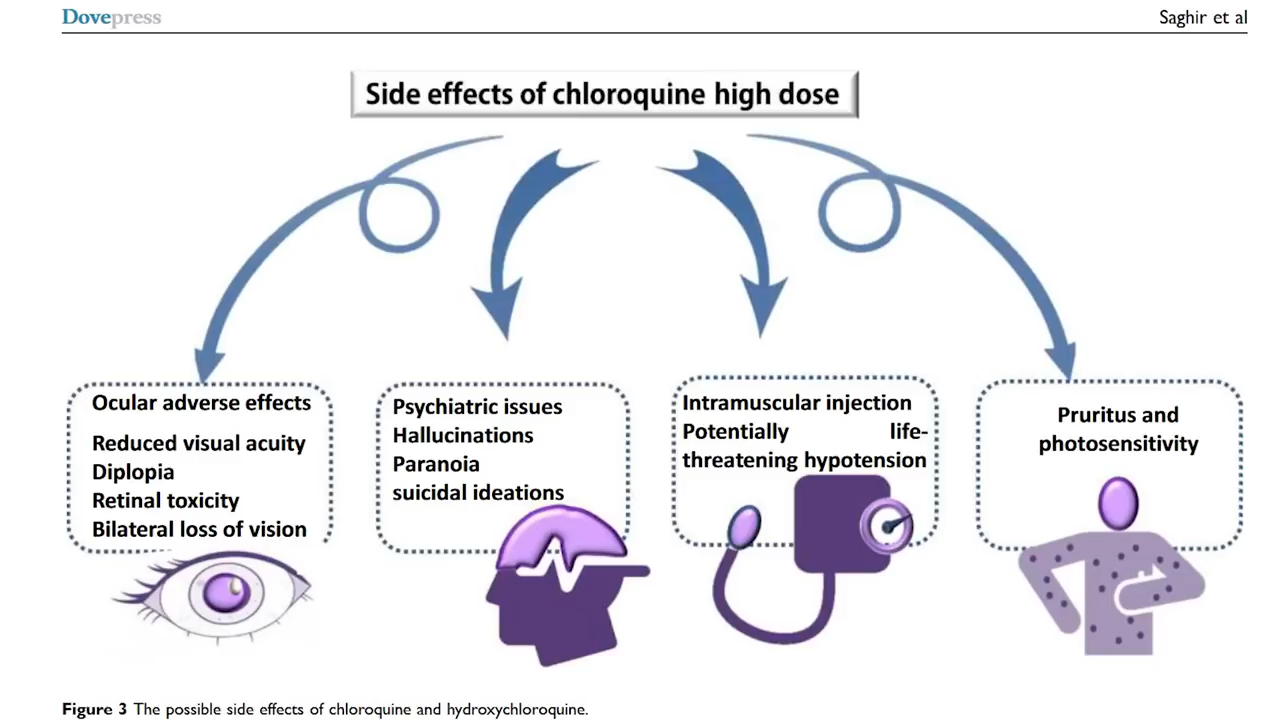 Dovepress
Saghir et al
Side effects of chloroquine high dose
Ocular adverse effects
Reduced visual acuity
Diplopia
Retinal toxicity
Bilateral loss of vision
Psychiatric issues
Hallucinations
Paranoia
suicidal ideations
Intramuscular injection
Potentially life-
threatening hypotension
Pruritus and
photosensitivity
Figure 3 The possible side effects of chloroquine and hydroxychloroquine.